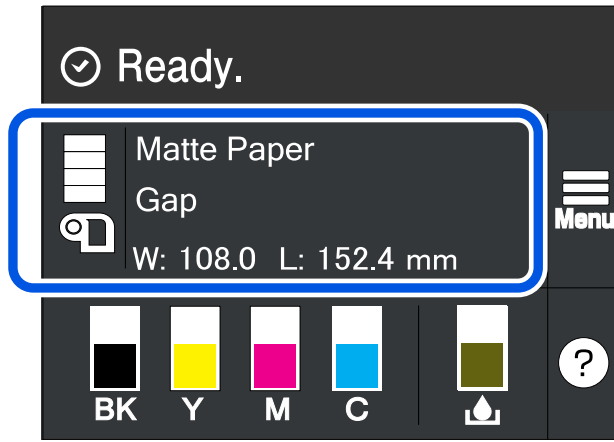 Ready.
Matte Paper
Gap
W: 108.0 L: 152.4 mm
Menu
BK Y M C
?